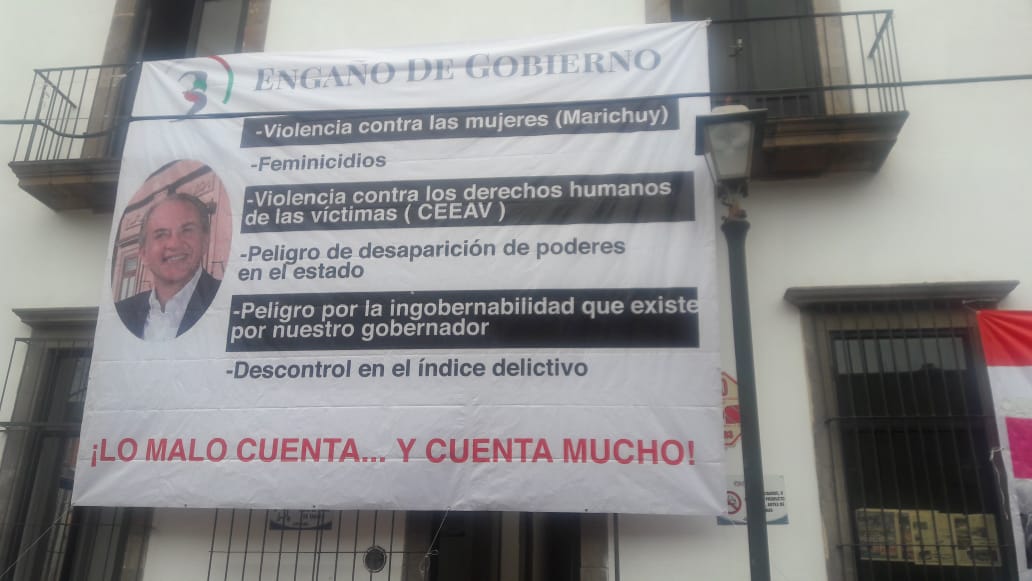 ENGAÑO DE GOBIERNO
-Violencia contra las mujeres (Marichuy)
-Feminicidios
-Violencia contra los derechos humanos
de las víctimas ( CEEAV )
-Peligro de desaparición de poderes
en el estado
-Peligro por la ingobernabilidad que existe
por nuestro gobernador
-Descontrol en el índice delictivo
¡LO MALO CUENTA... Y CUENTA MUCHO!